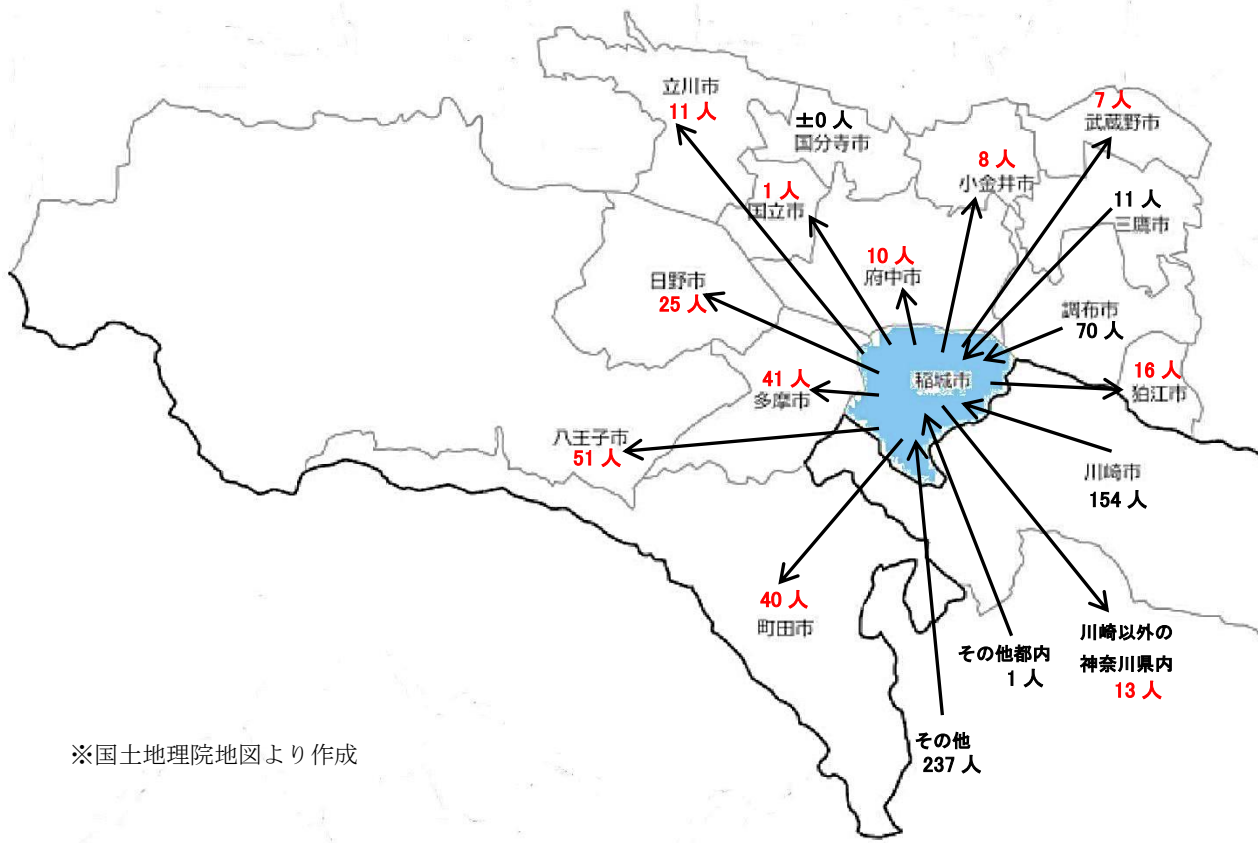 立川市
11 人
±0 人
国分寺市
7 人
武蔵野市
8 人
小金井市
1 人
国立市
11 人
三鷹市
10 人
府中市
日野市
25 人
調布市
70 人
稲城市
16 人
狛江市
41 人
多摩市
八王子市
51 人
川崎市
154 人
40 人
町田市
その他都内
1 人
川崎以外の
神奈川県内
13 人
その他
237 人
※国土地理院地図より作成